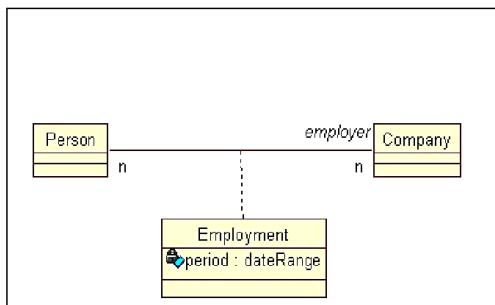 employer
Person
Company
n
n
Employment
period : dateRange